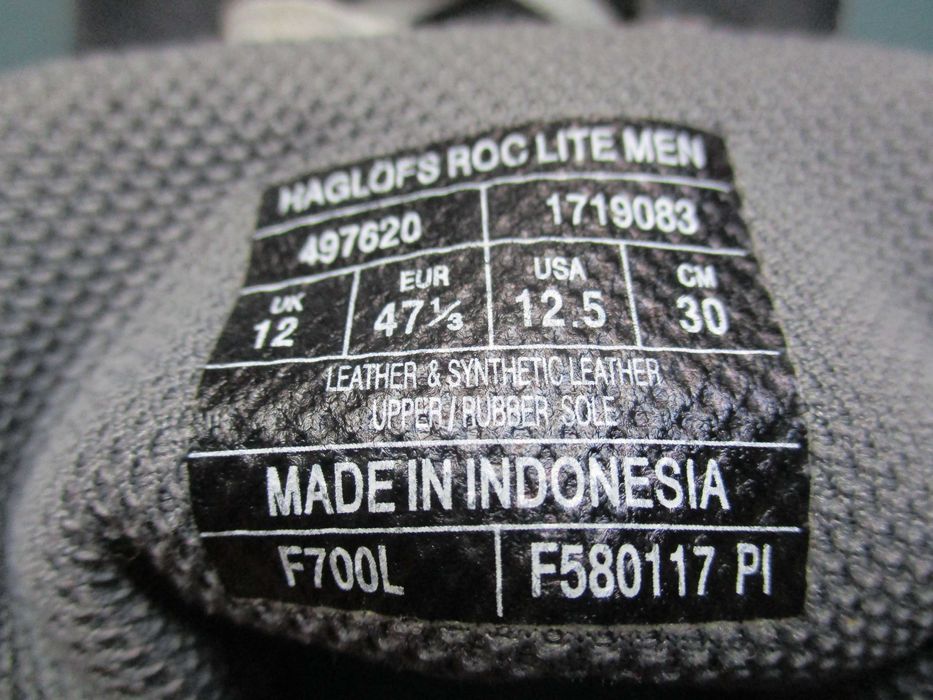 HAGLÖFS ROC LITE MEN
497620 1719083
UK EUR USA CM
12 47⅓ 12.5 30
LEATHER & SYNTHETIC LEATHER
UPPER / RUBBER SOLE
MADE IN INDONESIA
F700L F580117 PI